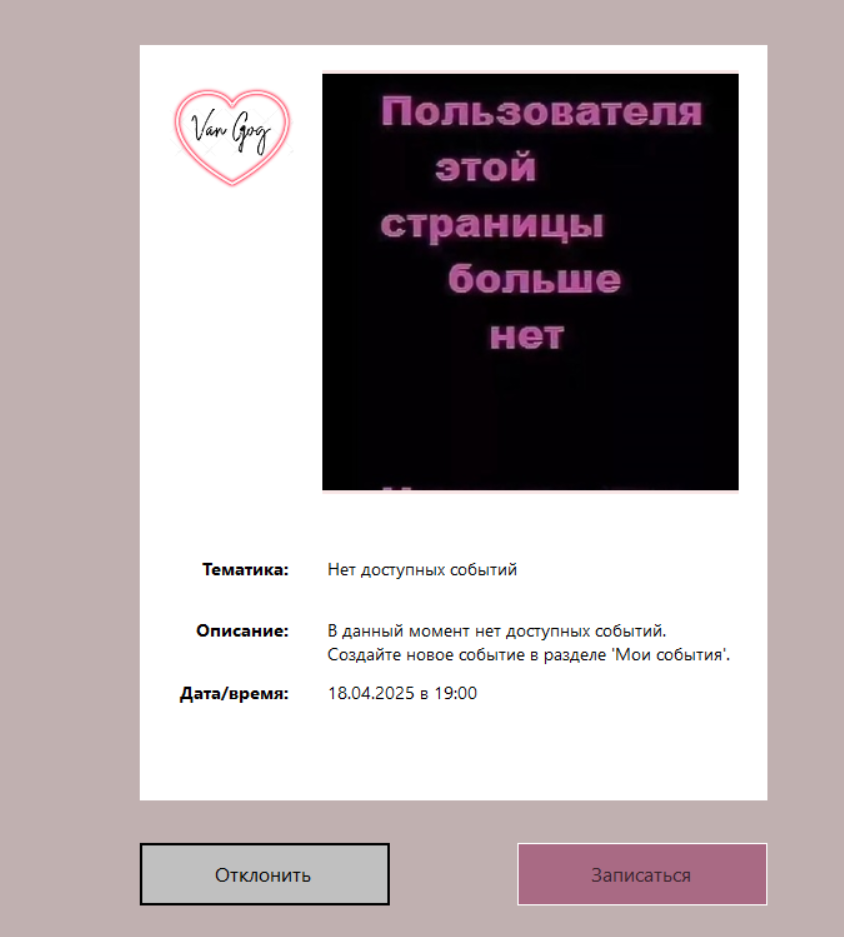 Van Gog
Пользователя
этой
страницы
больше
нет
Тематика: Нет доступных событий
Описание: В данный момент нет доступных событий.
Создайте новое событие в разделе 'Мои события'.
Дата/время: 18.04.2025 в 19:00
Отклонить
Записаться